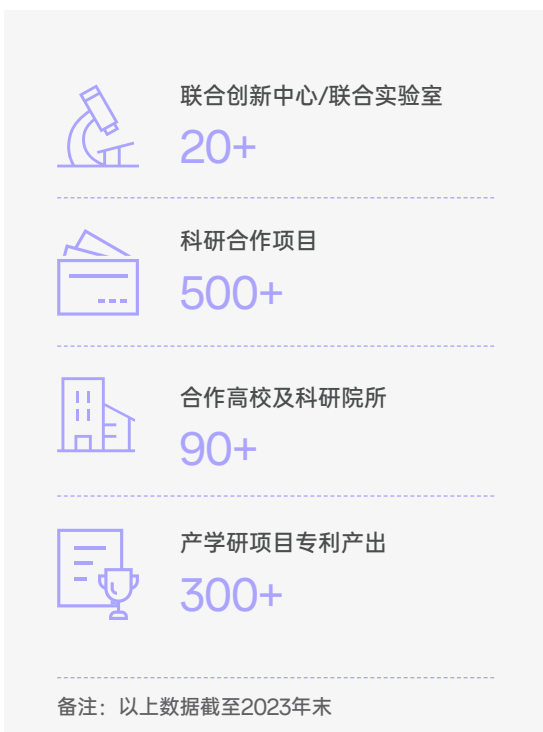 联合创新中心/联合实验室
20+
科研合作项目
500+
合作高校及科研院所
90+
产学研项目专利产出
300+
备注：以上数据截至2023年末